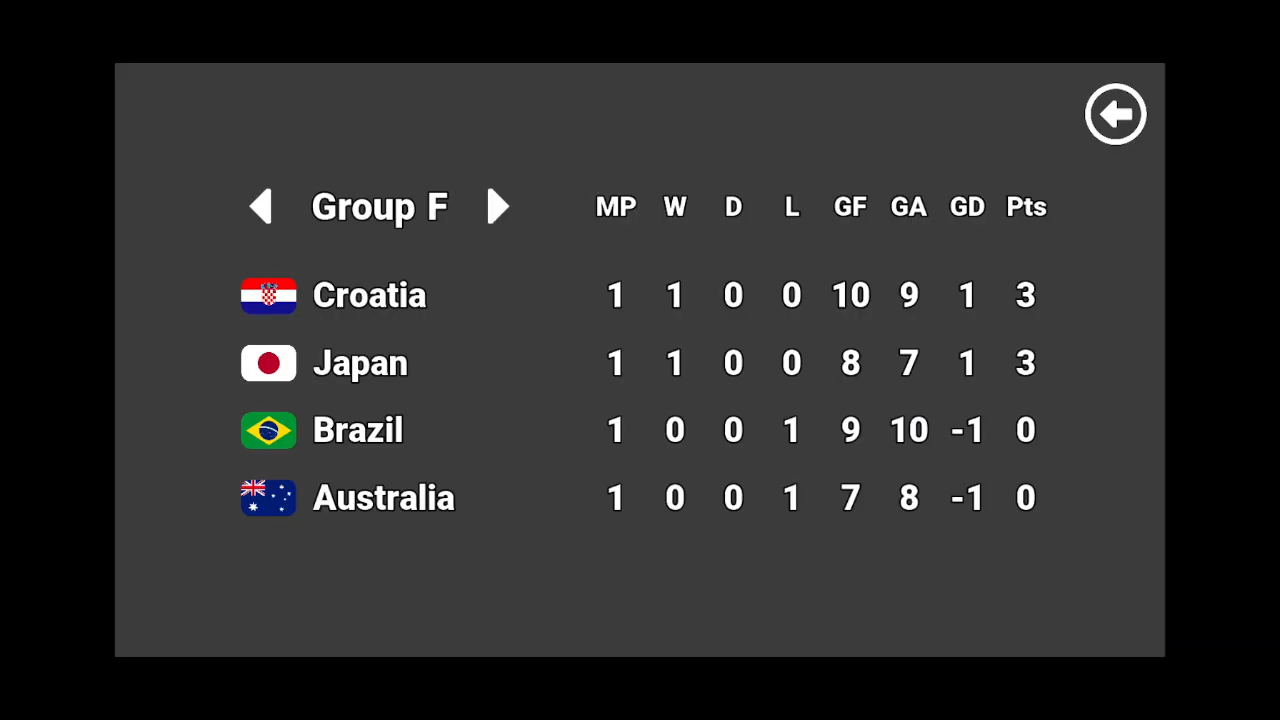 Group F MP W D L GF GA GD Pts
Croatia 1 1 0 0 10 9 1 3
Japan 1 1 0 0 8 7 1 3
Brazil 1 0 0 1 9 10 -1 0
Australia 1 0 0 1 7 8 -1 0